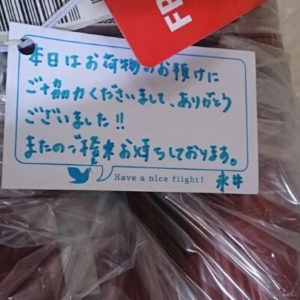 FR
本日はお荷物のお預けに
ご協力くださいまして、ありがとう
ございました!!
またのご搭乗お待ちしております。
Have a nice flight!
永井